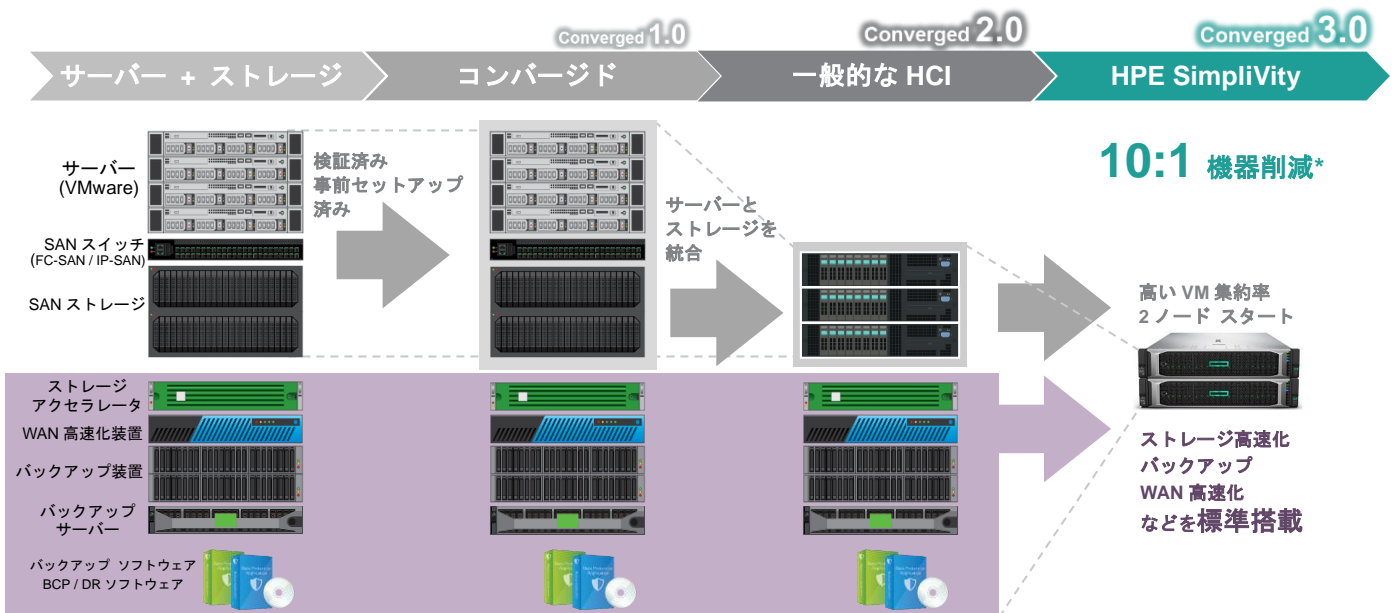 Converged 1.0
Converged 2.0
Converged 3.0
サーバー + ストレージ
コンバージド
一般的な HCI
HPE SimpliVity
サーバー
(VMware)
SAN スイッチ
(FC-SAN / IP-SAN)
SAN ストレージ
検証済み
事前セットアップ
済み
サーバーと
ストレージを
統合
10:1 機器削減*
高い VM 集約率
2 ノード スタート
ストレージ
アクセラレータ
WAN 高速化装置
バックアップ装置
バックアップ
サーバー
バックアップ ソフトウェア
BCP / DR ソフトウェア
ストレージ高速化
バックアップ
WAN 高速化
などを標準搭載